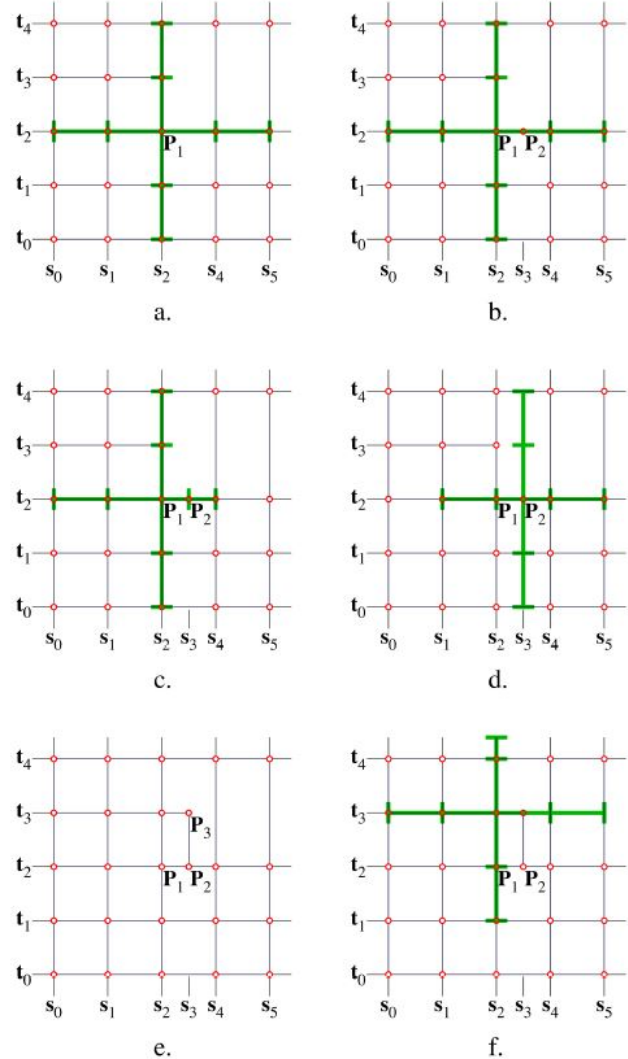 t4 t4
t3 t3
t2 P1 t2 P1 P2
t1 t1
t0 t0
s0 s1 s2 s4 s5 s0 s1 s2 s3 s4 s5
a. b.
t4 t4
t3 t3
t2 P1 P2 t2 P1 P2
t1 t1
t0 t0
s0 s1 s2 s3 s4 s5 s0 s1 s2 s3 s4 s5
c. d.
t4 t4
t3 P3 t3
t2 P1 P2 t2 P1 P2
t1 t1
t0 t0
s0 s1 s2 s3 s4 s5 s0 s1 s2 s3 s4 s5
e. f.